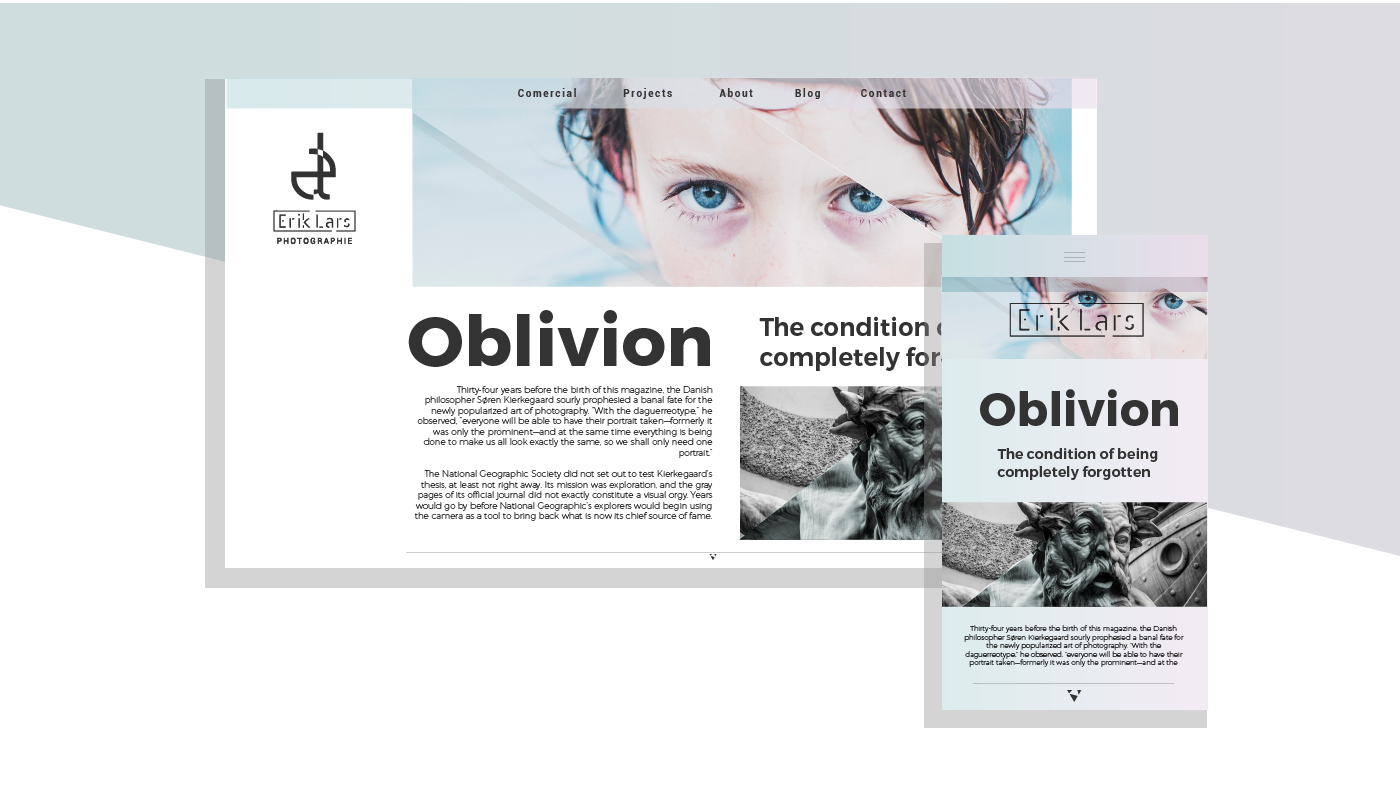 Comercial Projects About Blog Contact
Erik Lars
PHOTOGRAPHIE
Oblivion
Thirty-four years before the birth of this magazine, the Danish
philosopher Søren Kierkegaard sourly prophesied a banal fate for the
newly popularized art of photography. “With the daguerreotype,” he
observed, “everyone will be able to have their portrait taken—formerly it
was only the prominent—and at the same time everything is being
done to make us all look exactly the same, so we shall only need one
portrait.”
The National Geographic Society did not set out to test Kierkegaard’s
thesis, at least not right away. Its mission was exploration, and the gray
pages of its official journal did not exactly constitute a visual orgy. Years
would go by before National Geographic’s explorers would begin using
the camera as a tool to bring back what is now its chief source of fame.
The condition
completely for
Erik Lars
Oblivion
The condition of being
completely forgotten
Thirty-four years before the birth of this magazine, the Danish
philosopher Søren Kierkegaard sourly prophesied a banal fate for
the newly popularized art of photography. “With the
daguerreotype,” he observed, “everyone will be able to have their
portrait taken—formerly it was only the prominent—and at the